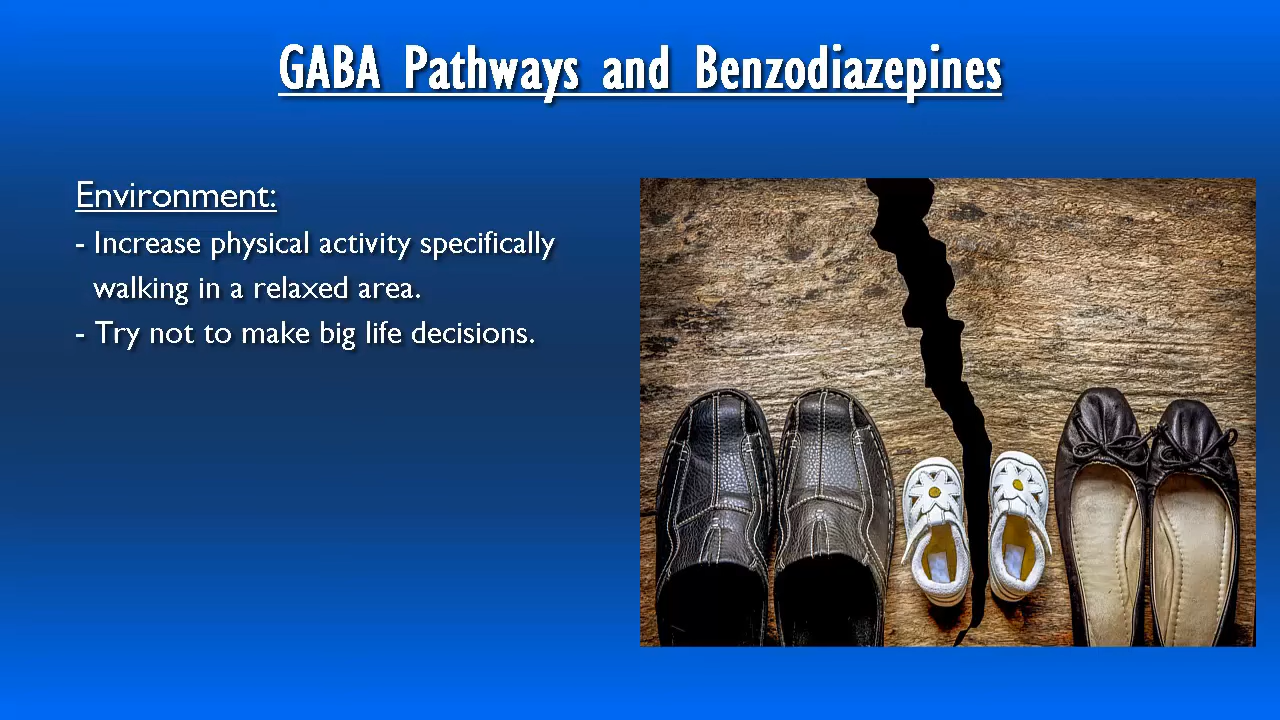 GABA Pathways and Benzodiazepines
Environment:
- Increase physical activity specifically
walking in a relaxed area.
- Try not to make big life decisions.